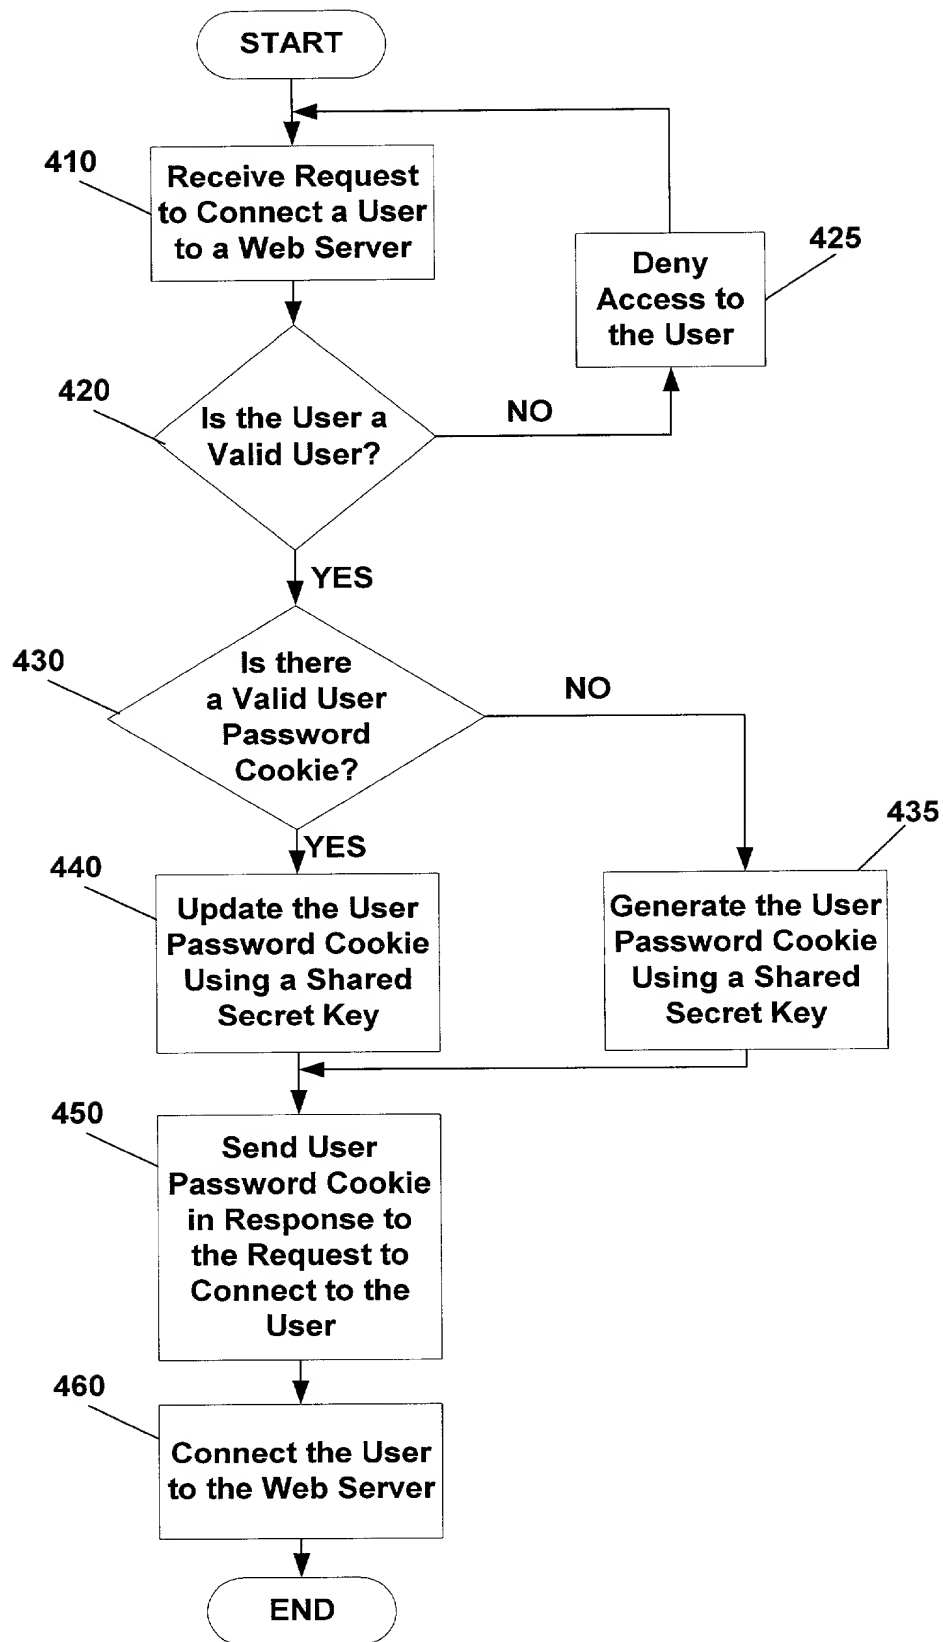 START
410
Receive Request
to Connect a User
to a Web Server
425
Deny
Access to
the User
420
Is the User a
Valid User?
NO
YES
430
Is there
a Valid User
Password
Cookie?
NO
YES
435
440
Update the User
Password Cookie
Using a Shared
Secret Key
Generate the User
Password Cookie
Using a Shared
Secret Key
450
Send User
Password Cookie
in Response to
the Request to
Connect to the
User
460
Connect the User
to the Web Server
END